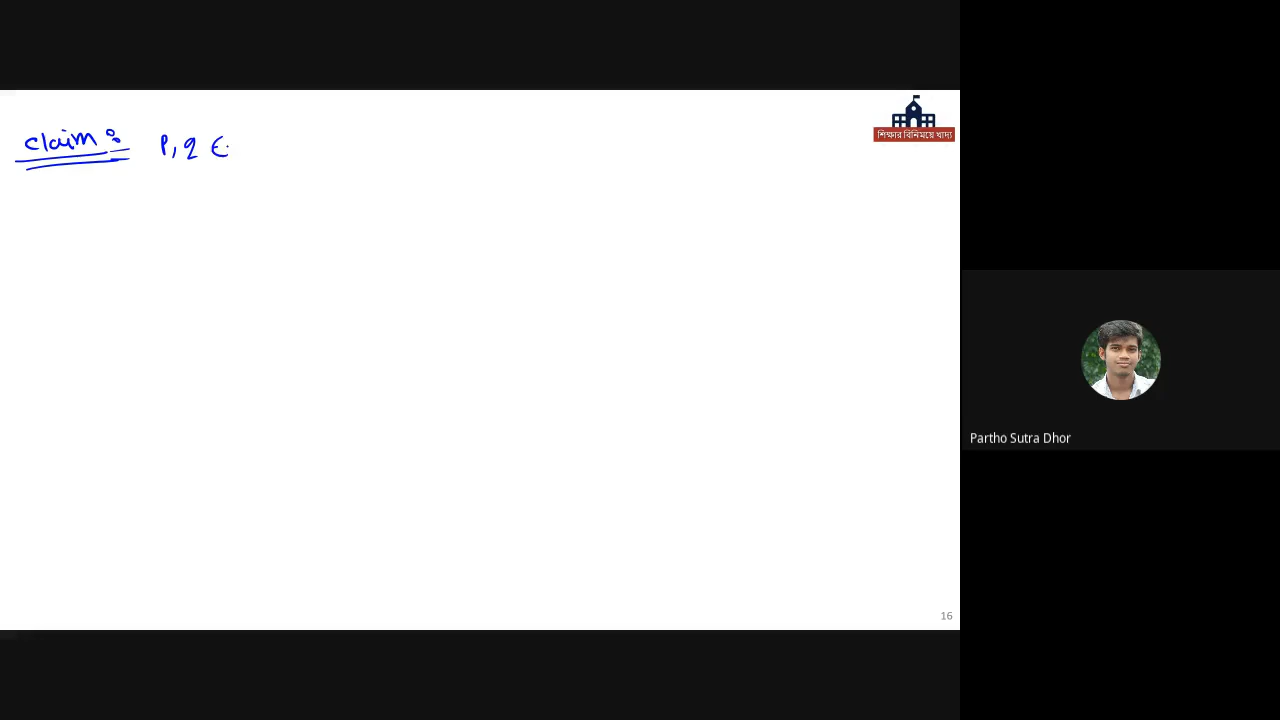 শিক্ষার বিনিময়ে খাদ্য
claim: p, q ∈
Partho Sutra Dhor
16